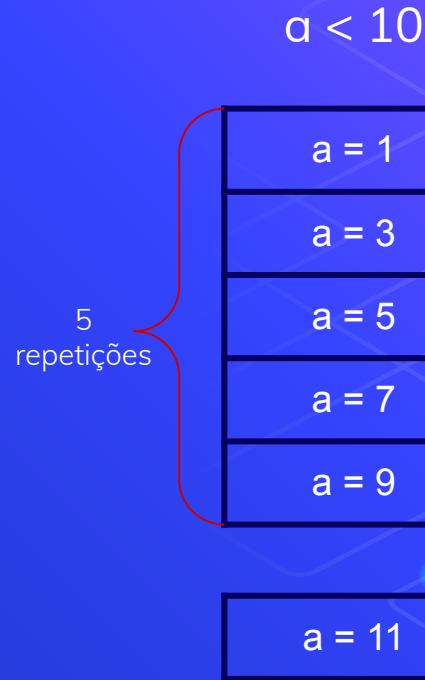 a < 10
a = 1
a = 3
a = 5
a = 7
a = 9
5
repetições
a = 11